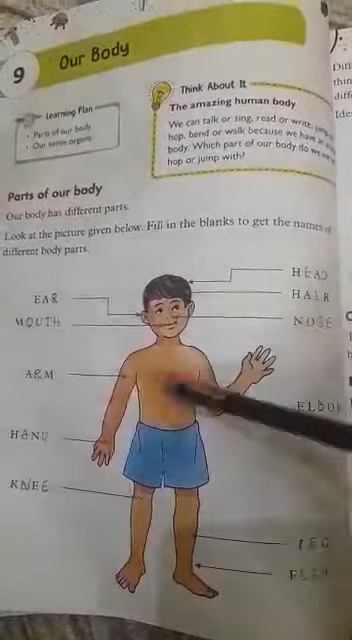 9
Our Body
Learning Plan
• Parts of our body
• Our sense organs
Think About It
The amazing human body
We can talk or sing, read or write,
hop, bend or walk because we have
body. Which part of our body do we
hop or jump with?
Parts of our body
Our body has different parts.
Look at the picture given below. Fill in the blanks to get the names of
different body parts.
HEAD
EAR
HAIR
MOUTH
NOSE
ARM
HAND
KNEE
LEG